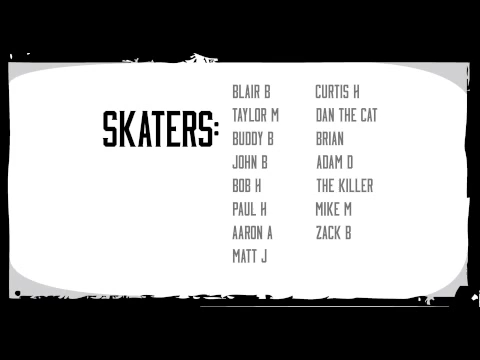 SKATERS:
BLAIR B
TAYLOR M
BUDDY B
JOHN B
BOB H
PAUL H
AARON A
MATT J
CURTIS H
DAN THE CAT
BRIAN
ADAM D
THE KILLER
MIKE M
ZACK B